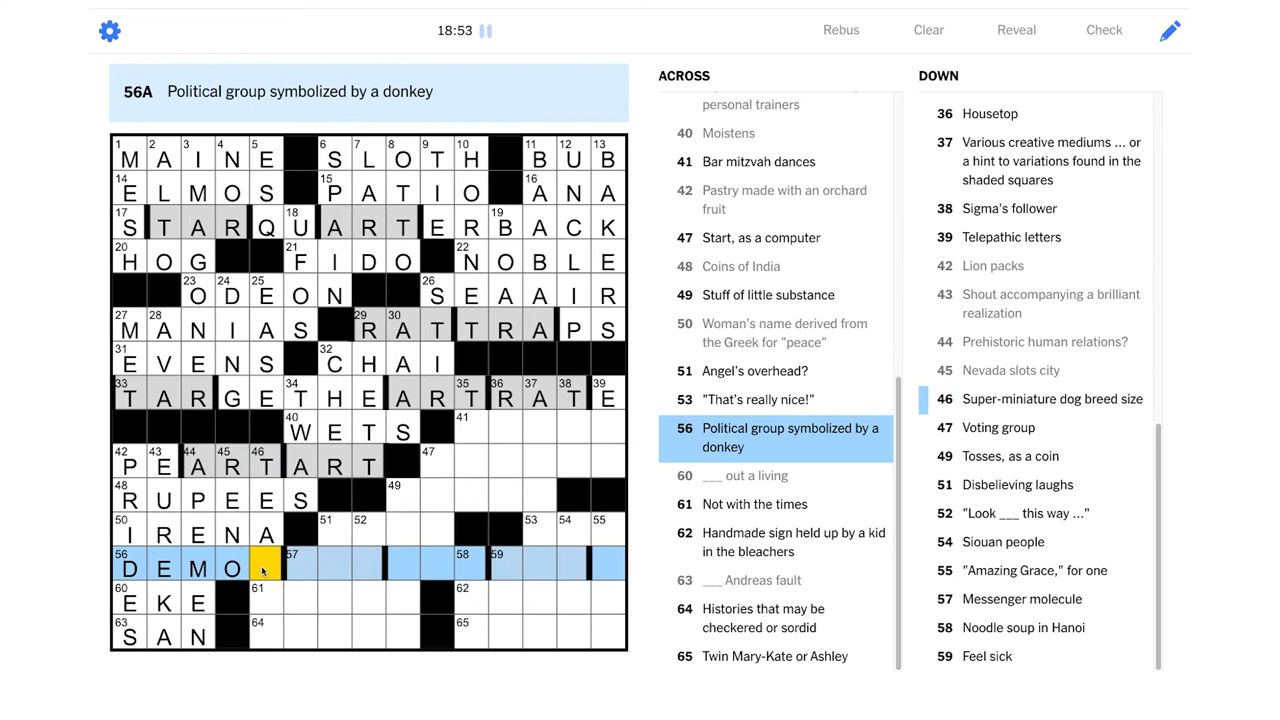 18:53
Rebus
Clear
Reveal
Check
56A Political group symbolized by a donkey
1 M 2 A 3 I 4 N 5 E 6 S 7 L 8 O 9 T 10 H 11 B 12 U 13 B
14 E L M O S 15 P A T I O 16 A N A
17 S T A R Q 18 U A R T E R 19 B A C K
20 H O G 21 F I D O 22 N O B L E
23 O 24 D 25 E O N 26 S E A A I R
27 M 28 A N I A S 29 R 30 A T T R A P S
31 E V E N S 32 C H A I
33 T A R G E 34 T H E A R 35 T 36 R 37 A 38 T 39 E
40 W E T S 41
42 P 43 E 44 A 45 R 46 T A R T 47
48 R U P E E S 49
50 I R E N A 51 52 53 54 55
56 D E M O 57 58 59
60 E K E 61 62
63 S A N 64 65
ACROSS
personal trainers
40 Moistens
41 Bar mitzvah dances
42 Pastry made with an orchard
fruit
47 Start, as a computer
48 Coins of India
49 Stuff of little substance
50 Woman's name derived from
the Greek for "peace"
51 Angel's overhead?
53 "That's really nice!"
56 Political group symbolized by a
donkey
60 ___ out a living
61 Not with the times
62 Handmade sign held up by a kid
in the bleachers
63 ___ Andreas fault
64 Histories that may be
checkered or sordid
65 Twin Mary-Kate or Ashley
DOWN
36 Housetop
37 Various creative mediums ... or
a hint to variations found in the
shaded squares
38 Sigma's follower
39 Telepathic letters
42 Lion packs
43 Shout accompanying a brilliant
realization
44 Prehistoric human relations?
45 Nevada slots city
46 Super-miniature dog breed size
47 Voting group
49 Tosses, as a coin
51 Disbelieving laughs
52 "Look ___ this way ..."
54 Siouan people
55 "Amazing Grace," for one
57 Messenger molecule
58 Noodle soup in Hanoi
59 Feel sick